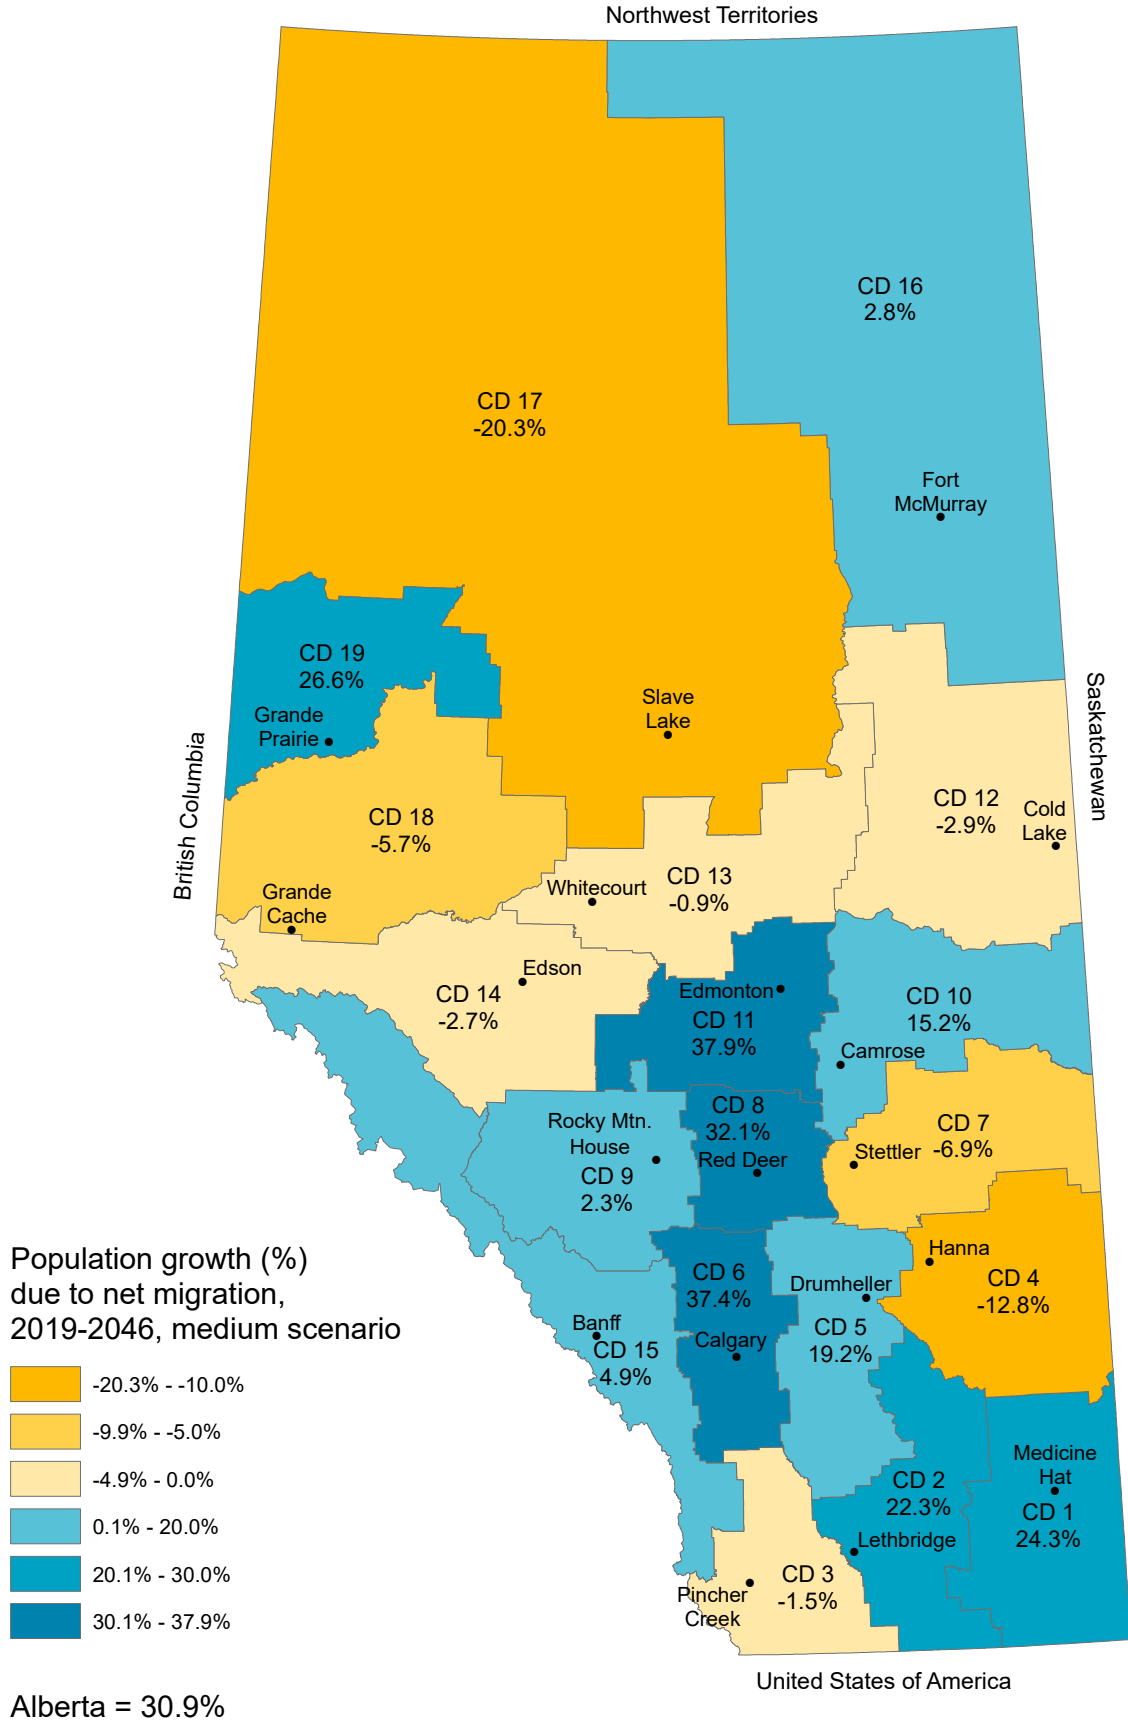 Northwest Territories
CD 16
2.8%
CD 17
-20.3%
Fort
McMurray
CD 19
26.6%
Grande
Prairie
Slave
Lake
Saskatchewan
British Columbia
CD 18
-5.7%
CD 12
-2.9%
Cold
Lake
CD 13
-0.9%
Whitecourt
Grande
Cache
Edson
CD 14
-2.7%
Edmonton
CD 11
37.9%
CD 10
15.2%
Camrose
CD 8
32.1%
Red Deer
Rocky Mtn.
House
CD 9
2.3%
CD 7
-6.9%
Stettler
Hanna
CD 4
-12.8%
CD 6
37.4%
Calgary
Drumheller
CD 5
19.2%
Banff
CD 15
4.9%
Medicine
Hat
CD 1
24.3%
CD 2
22.3%
Lethbridge
CD 3
-1.5%
Pincher
Creek
United States of America
Population growth (%)
due to net migration,
2019-2046, medium scenario
-20.3% - -10.0%
-9.9% - -5.0%
-4.9% - 0.0%
0.1% - 20.0%
20.1% - 30.0%
30.1% - 37.9%
Alberta = 30.9%